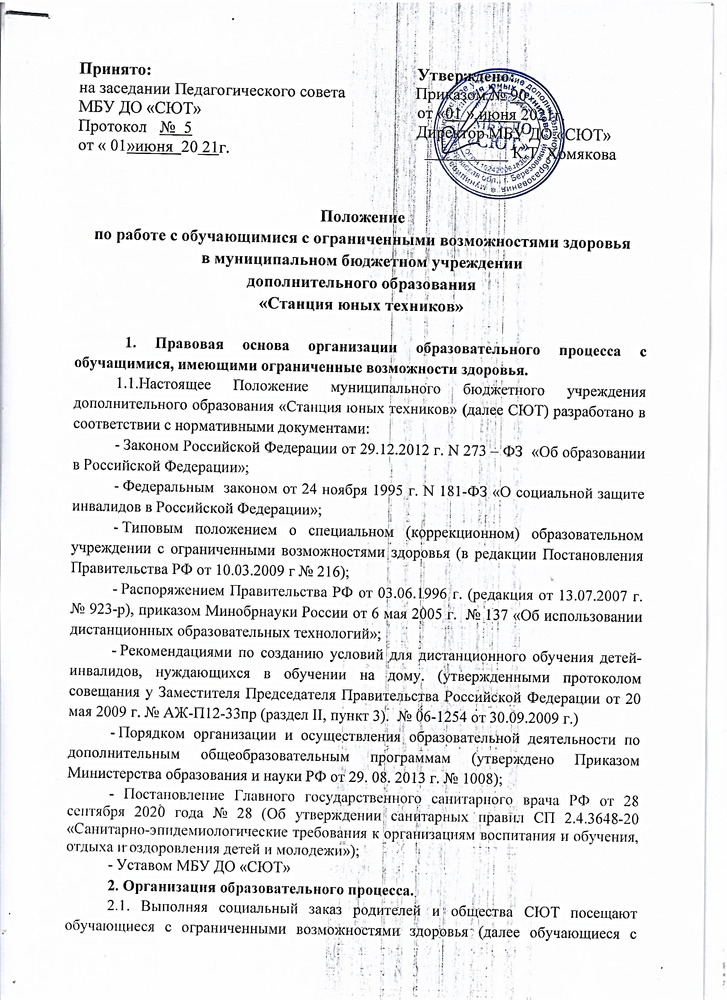 Принято:
на заседании Педагогического совета
МБУ ДО «СЮТ»
Протокол № 5
от « 01»июня 20 21г.
Утверждено:
Приказом № 90
от «01 » июня 2021г.
Директор МБУ ДО «СЮТ»
К.Т. Хомякова
МБУ ДО
«СЮТ»
Положение
по работе с обучающимися с ограниченными возможностями здоровья
в муниципальном бюджетном учреждении
дополнительного образования
«Станция юных техников»
1. Правовая основа организации образовательного процесса с
обучащимися, имеющими ограниченные возможности здоровья.
1.1.Настоящее Положение муниципального бюджетного учреждения
дополнительного образования «Станция юных техников» (далее СЮТ) разработано в
соответствии с нормативными документами:
- Законом Российской Федерации от 29.12.2012 г. N 273 – ФЗ «Об образовании
в Российской Федерации»;
- Федеральным законом от 24 ноября 1995 г. N 181-ФЗ «О социальной защите
инвалидов в Российской Федерации»;
- Типовым положением о специальном (коррекционном) образовательном
учреждении с ограниченными возможностями здоровья (в редакции Постановления
Правительства РФ от 10.03.2009 г № 216);
- Распоряжением Правительства РФ от 03.06.1996 г. (редакция от 13.07.2007 г.
№ 923-р), приказом Минобрнауки России от 6 мая 2005 г. № 137 «Об использовании
дистанционных образовательных технологий»;
- Рекомендациями по созданию условий для дистанционного обучения детей-
инвалидов, нуждающихся в обучении на дому. (утвержденными протоколом
совещания у Заместителя Председателя Правительства Российской Федерации от 20
мая 2009 г. № АЖ-П12-33пр (раздел II, пункт 3). № 06-1254 от 30.09.2009 г.)
- Порядком организации и осуществления образовательной деятельности по
дополнительным общеобразовательным программам (утверждено Приказом
Министерства образования и науки РФ от 29. 08. 2013 г. № 1008);
- Постановление Главного государственного санитарного врача РФ от 28
сентября 2020 года № 28 (Об утверждении санитарных правил СП 2.4.3648-20
«Санитарно-эпидемиологические требования к организациям воспитания и обучения,
отдыха и оздоровления детей и молодежи»);
- Уставом МБУ ДО «СЮТ»
2. Организация образовательного процесса.
2.1. Выполняя социальный заказ родителей и общества СЮТ посещают
обучающиеся с ограниченными возможностями здоровья (далее обучающиеся с